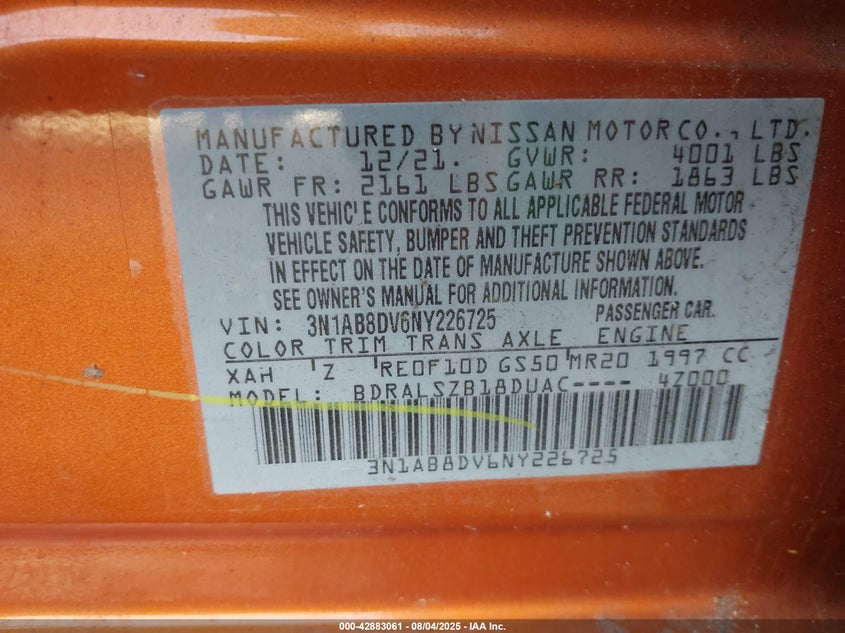 MANUFACTURED BY NISSAN MOTOR CO., LTD.
DATE: 12/21. GVWR: 4001 LBS
GAWR FR: 2161 LBS GAWR RR: 1863 LBS
THIS VEHICLE CONFORMS TO ALL APPLICABLE FEDERAL MOTOR
VEHICLE SAFETY, BUMPER AND THEFT PREVENTION STANDARDS
IN EFFECT ON THE DATE OF MANUFACTURE SHOWN ABOVE.
SEE OWNER'S MANUAL FOR ADDITIONAL INFORMATION.
VIN: 3N1AB8DV6NY226725 PASSENGER CAR.
COLOR TRIM TRANS AXLE ENGINE
XAH Z RE0F10D GS50 MR20 1997 CC
MODEL: BDRALSZB18DUAC---- 4Z000
3N1AB8DV6NY226725
000-42883061 - 08/04/2025 - IAA Inc.